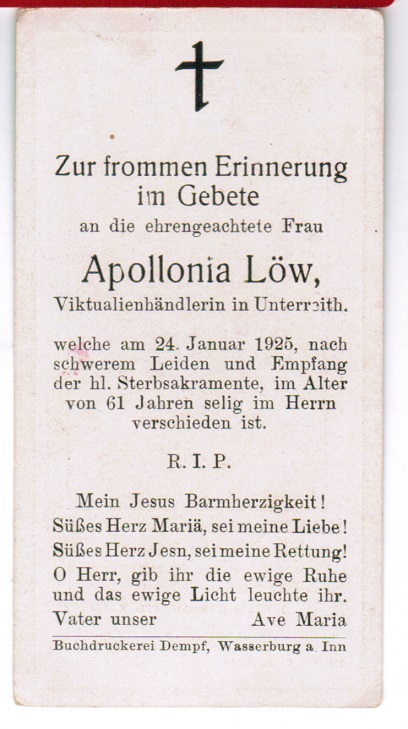 Zur frommen Erinnerung
im Gebete
an die ehrengeachtete Frau
Apollonia Löw,
Viktualienhändlerin in Unterreith.
welche am 24. Januar 1925, nach
schwerem Leiden und Empfang
der hl. Sterbsakramente, im Alter
von 61 Jahren selig im Herrn
verschieden ist.
R. I. P.
Mein Jesus Barmherzigkeit!
Süßes Herz Mariä, sei meine Liebe!
Süßes Herz Jesn, sei meine Rettung!
O Herr, gib ihr die ewige Ruhe
und das ewige Licht leuchte ihr.
Vater unser Ave Maria
Buchdruckerei Dempf, Wasserburg a. Inn